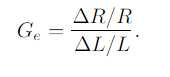 G_e = \frac{\Delta R / R}{\Delta L / L}.